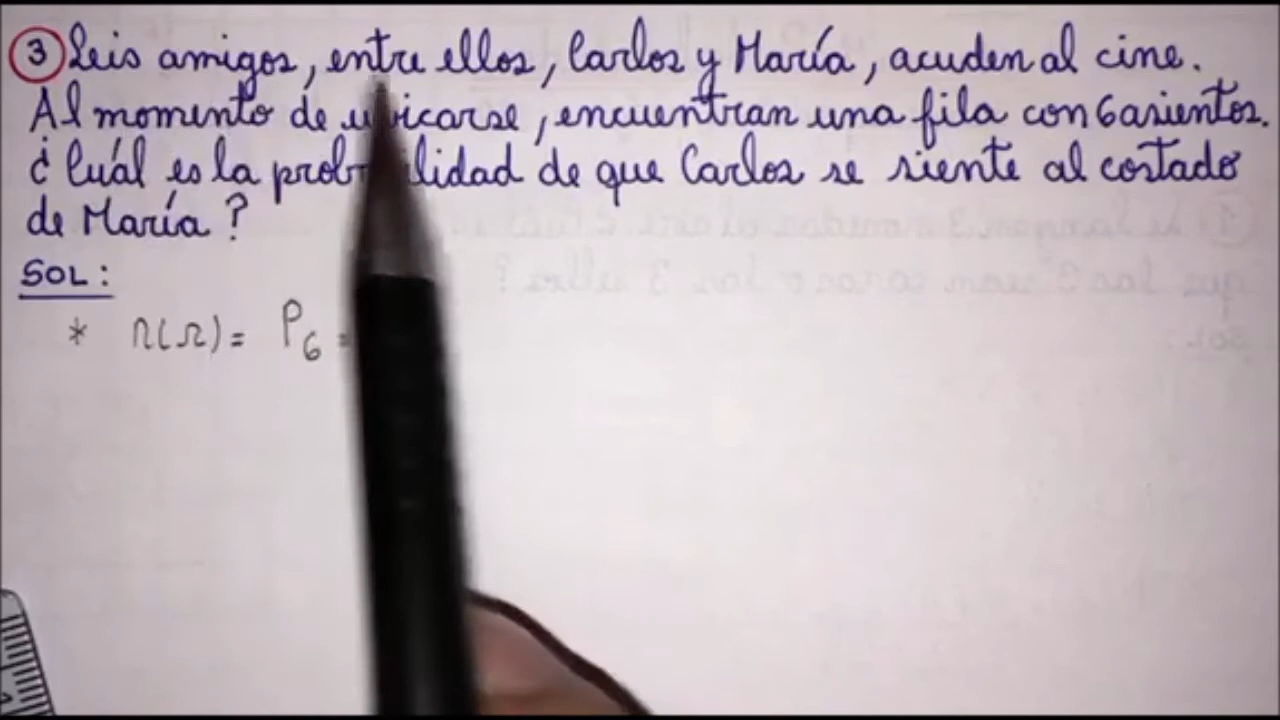 3 Seis amigos, entre ellos, Carlos y María, acuden al cine.
Al momento de ubicarse, encuentran una fila con 6 asientos.
¿Cuál es la probabilidad de que Carlos se siente al costado
de María?
SOL:
* n(Ω) = P₆ =